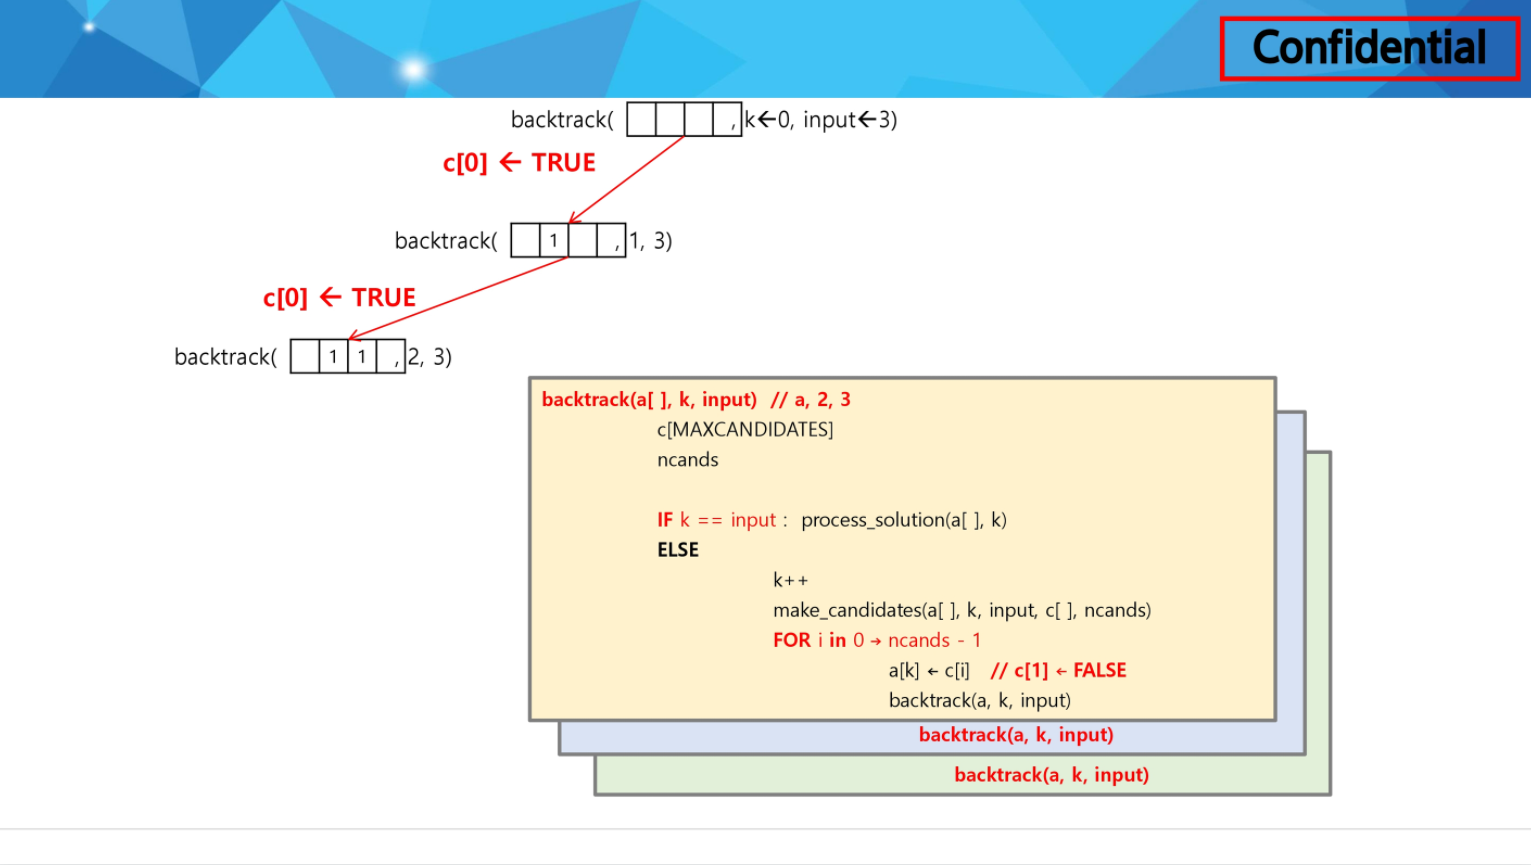 Confidential
backtrack( , k←0, input←3)
c[0] ← TRUE
backtrack( 1 , 1, 3)
c[0] ← TRUE
backtrack( 1 1 , 2, 3)
backtrack(a[ ], k, input) // a, 2, 3
c[MAXCANDIDATES]
ncands
IF k == input : process_solution(a[ ], k)
ELSE
k++
make_candidates(a[ ], k, input, c[ ], ncands)
FOR i in 0 → ncands - 1
a[k] ← c[i] // c[1] ← FALSE
backtrack(a, k, input)
backtrack(a, k, input)
backtrack(a, k, input)